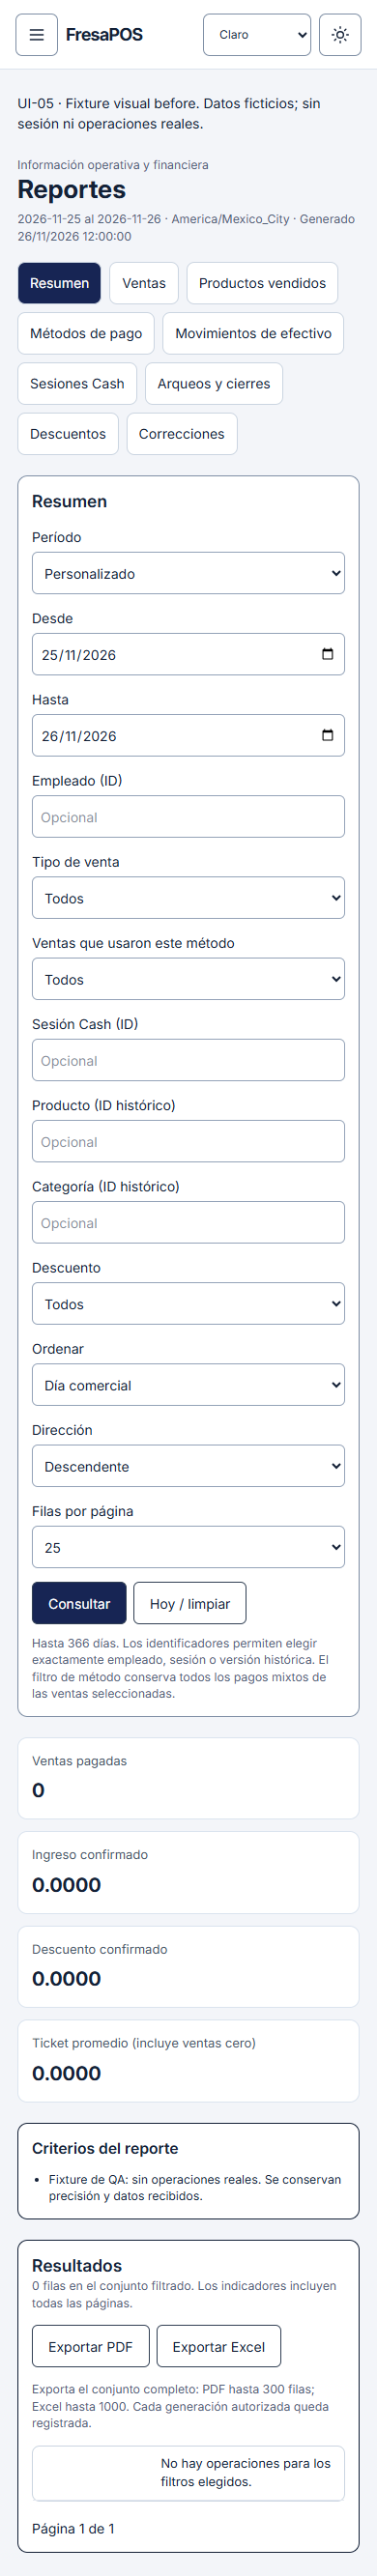 FresaPOS
Claro
UI-05 · Fixture visual before. Datos ficticios; sin
sesión ni operaciones reales.
Información operativa y financiera
Reportes
2026-11-25 al 2026-11-26 · America/Mexico_City · Generado
26/11/2026 12:00:00
Resumen
Ventas
Productos vendidos
Métodos de pago
Movimientos de efectivo
Sesiones Cash
Arqueos y cierres
Descuentos
Correcciones
Resumen
Período
Personalizado
Desde
25/11/2026
Hasta
26/11/2026
Empleado (ID)
Opcional
Tipo de venta
Todos
Ventas que usaron este método
Todos
Sesión Cash (ID)
Opcional
Producto (ID histórico)
Opcional
Categoría (ID histórico)
Opcional
Descuento
Todos
Ordenar
Día comercial
Dirección
Descendente
Filas por página
25
Consultar
Hoy / limpiar
Hasta 366 días. Los identificadores permiten elegir
exactamente empleado, sesión o versión histórica. El
filtro de método conserva todos los pagos mixtos de
las ventas seleccionadas.
Ventas pagadas
0
Ingreso confirmado
0.0000
Descuento confirmado
0.0000
Ticket promedio (incluye ventas cero)
0.0000
Criterios del reporte
• Fixture de QA: sin operaciones reales. Se conservan
precisión y datos recibidos.
Resultados
0 filas en el conjunto filtrado. Los indicadores incluyen
todas las páginas.
Exportar PDF
Exportar Excel
Exporta el conjunto completo: PDF hasta 300 filas;
Excel hasta 1000. Cada generación autorizada queda
registrada.
No hay operaciones para los
filtros elegidos.
Página 1 de 1